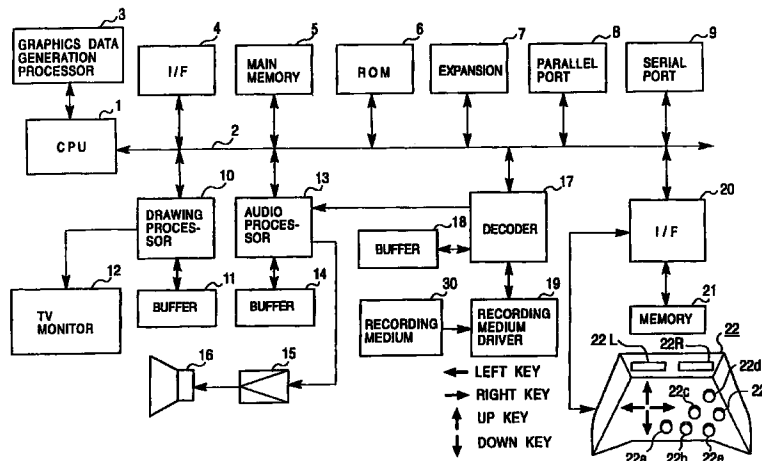 3
GRAPHICS DATA
GENERATION
PROCESSOR
4
I/F
5
MAIN
MEMORY
6
ROM
7
EXPANSION
8
PARALLEL
PORT
9
SERIAL
PORT
1
CPU
2
10
DRAWING
PROCES-
SOR
13
AUDIO
PROCES-
SOR
17
DECODER
20
I/F
18
BUFFER
12
TV
MONITOR
11
BUFFER
14
BUFFER
30
RECORDING
MEDIUM
19
RECORDING
MEDIUM
DRIVER
21
MEMORY
16
15
LEFT KEY
RIGHT KEY
UP KEY
DOWN KEY
22
22L
22R
22d
22c
22
22a
22b
22e